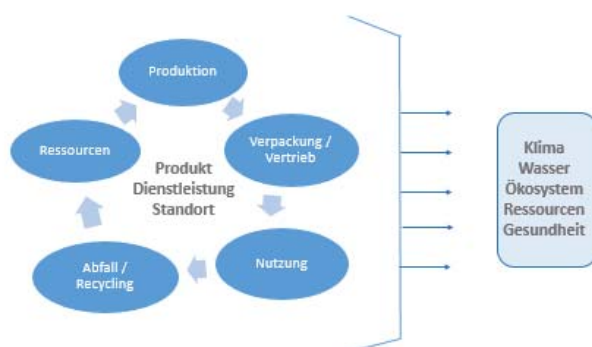 Produktion
Verpackung /
Vertrieb
Nutzung
Abfall /
Recycling
Ressourcen
Produkt
Dienstleistung
Standort
Klima
Wasser
Ökosystem
Ressourcen
Gesundheit